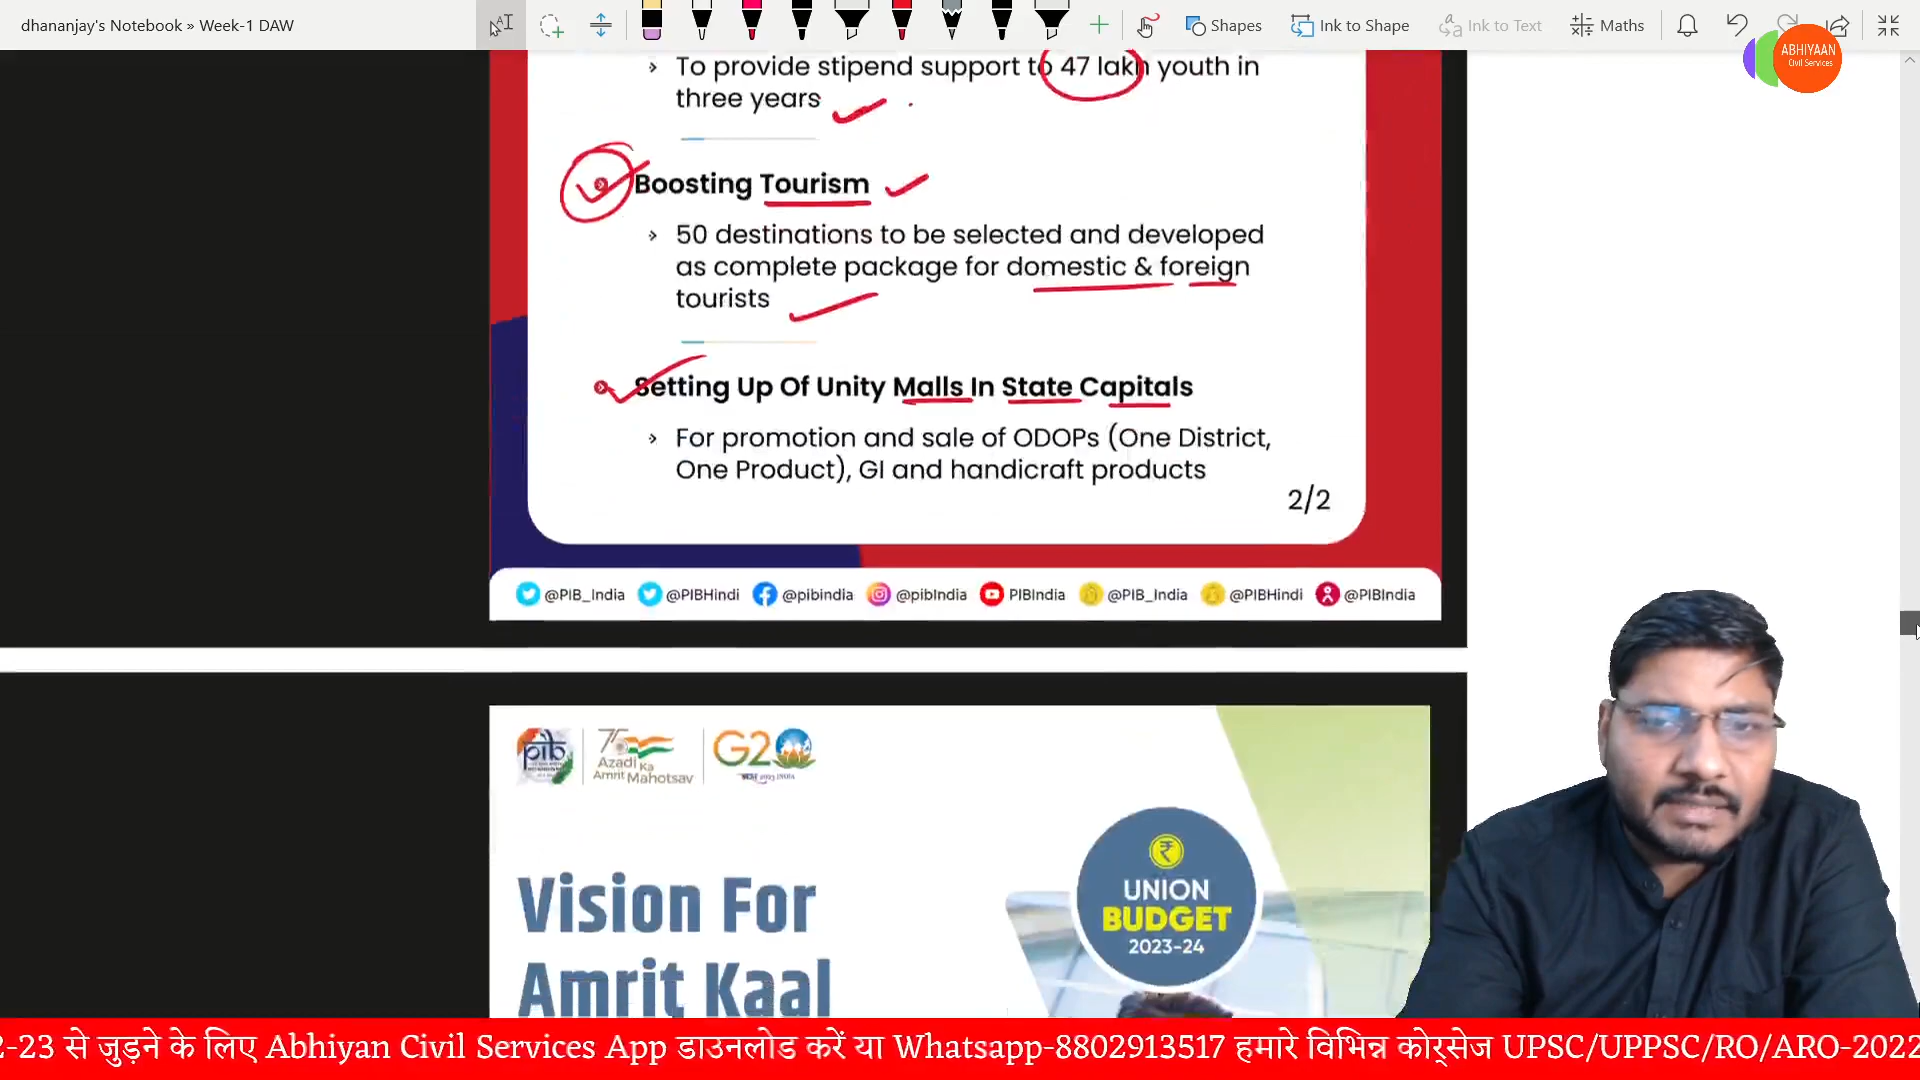 dhananjay's Notebook » Week-1 DAW
Shapes
Ink to Shape
Ink to Text
Maths
ABHIYAAN
Civil Services
To provide stipend support to 47 lakh youth in
three years
Boosting Tourism
50 destinations to be selected and developed
as complete package for domestic & foreign
tourists
Setting Up Of Unity Malls In State Capitals
For promotion and sale of ODOPs (One District,
One Product), GI and handicraft products
2/2
@PIB_India @PIBHindi @pibindia @pibIndia PIBIndia @PIB_India @PIBHindi @PIBIndia
pib
Azadi Ka
Amrit Mahotsav
G20
UNION
BUDGET
2023-24
Vision For
Amrit Kaal
2-23 से जुड़ने के लिए Abhiyan Civil Services App डाउनलोड करें या Whatsapp-8802913517 हमारे विभिन्न कोर्सेज UPSC/UPPSC/RO/ARO-2022